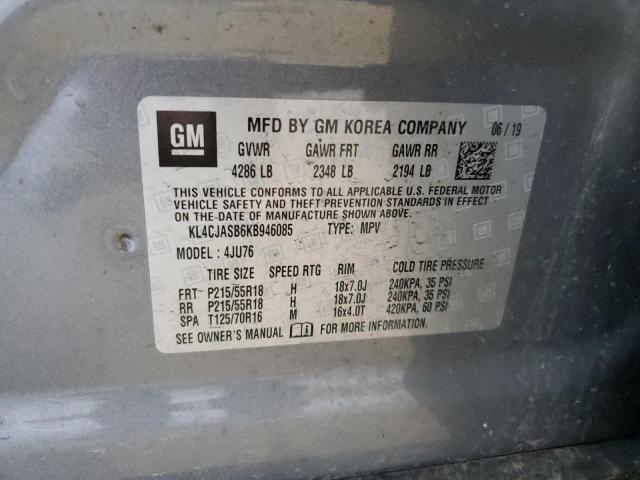 GM MFD BY GM KOREA COMPANY 06/19
GVWR GAWR FRT GAWR RR
4286 LB 2348 LB 2194 LB
THIS VEHICLE CONFORMS TO ALL APPLICABLE U.S. FEDERAL MOTOR
VEHICLE SAFETY AND THEFT PREVENTION STANDARDS IN EFFECT
ON THE DATE OF MANUFACTURE SHOWN ABOVE.
KL4CJASB6KB946085 TYPE: MPV
MODEL: 4JU76
TIRE SIZE SPEED RTG RIM COLD TIRE PRESSURE
FRT P215/55R18 H 18x7.0J 240KPA, 35 PSI
RR P215/55R18 H 18x7.0J 240KPA, 35 PSI
SPA T125/70R16 M 16x4.0T 420KPA, 60 PSI
SEE OWNER'S MANUAL FOR MORE INFORMATION.